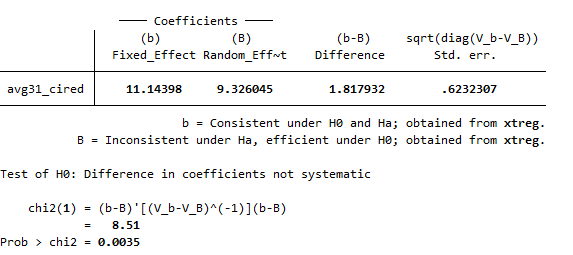 Coefficients
(b) (B) (b-B) sqrt(diag(V_b-V_B))
Fixed_Effect Random_Eff~t Difference Std. err.
avg31_cired 11.14398 9.326045 1.817932 .6232307
b = Consistent under H0 and Ha; obtained from xtreg.
B = Inconsistent under Ha, efficient under H0; obtained from xtreg.
Test of H0: Difference in coefficients not systematic
chi2(1) = (b-B)'[(V_b-V_B)^(-1)](b-B)
= 8.51
Prob > chi2 = 0.0035